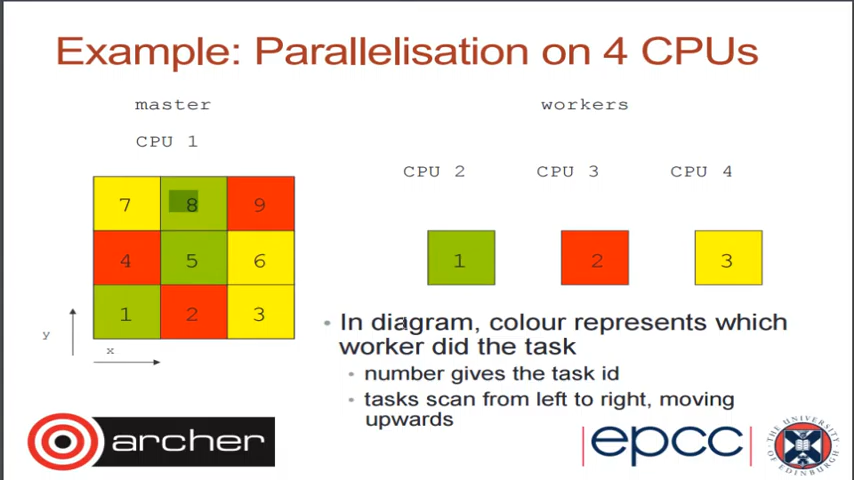 Example: Parallelisation on 4 CPUs
master
workers
CPU 1
CPU 2
CPU 3
CPU 4
7 8 9
4 5 6
1 2 3
1
2
3
y
x
• In diagram, colour represents which
worker did the task
• number gives the task id
• tasks scan from left to right, moving
upwards
archer
epcc
THE UNIVERSITY
OF EDINBURGH